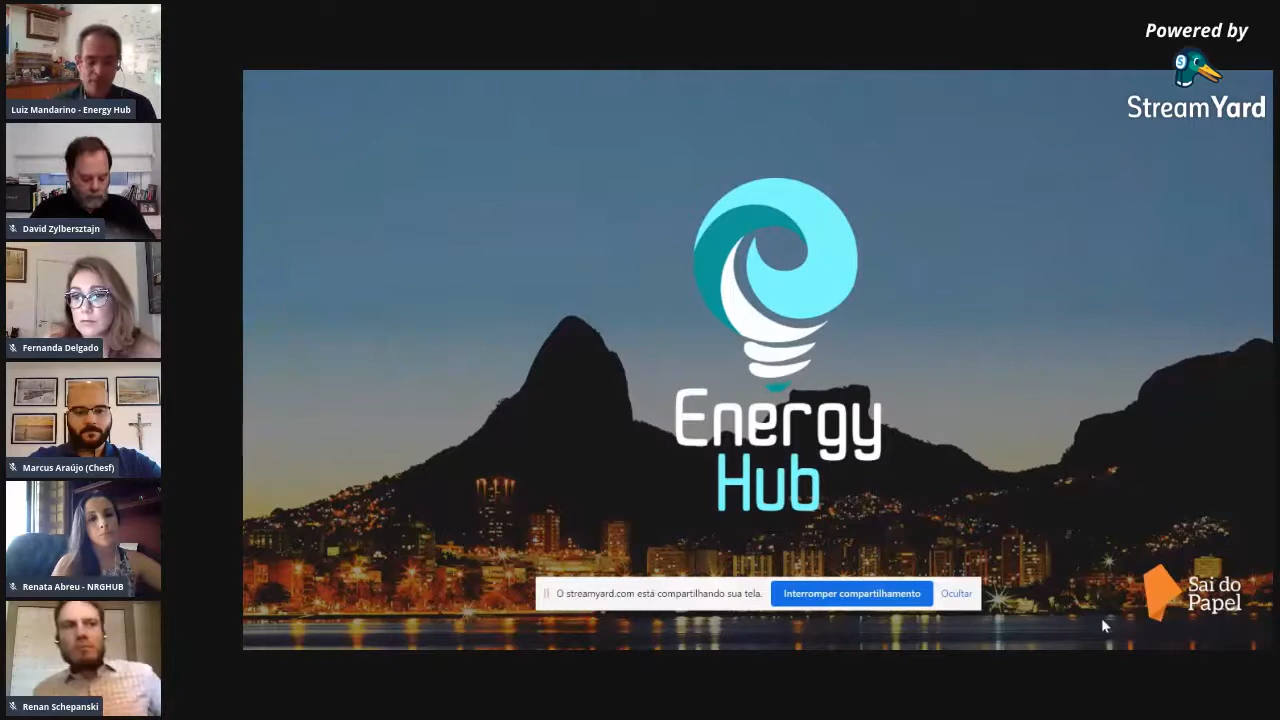 Luiz Mandarino - Energy Hub
David Zylbersztajn
Fernanda Delgado
Marcus Araújo (Chesf)
Renata Abreu - NRGHUB
Renan Schepanski
Powered by
StreamYard
Energy
Hub
O streamyard.com está compartilhando sua tela.
Interromper compartilhamento
Ocultar
Sai do
Papel